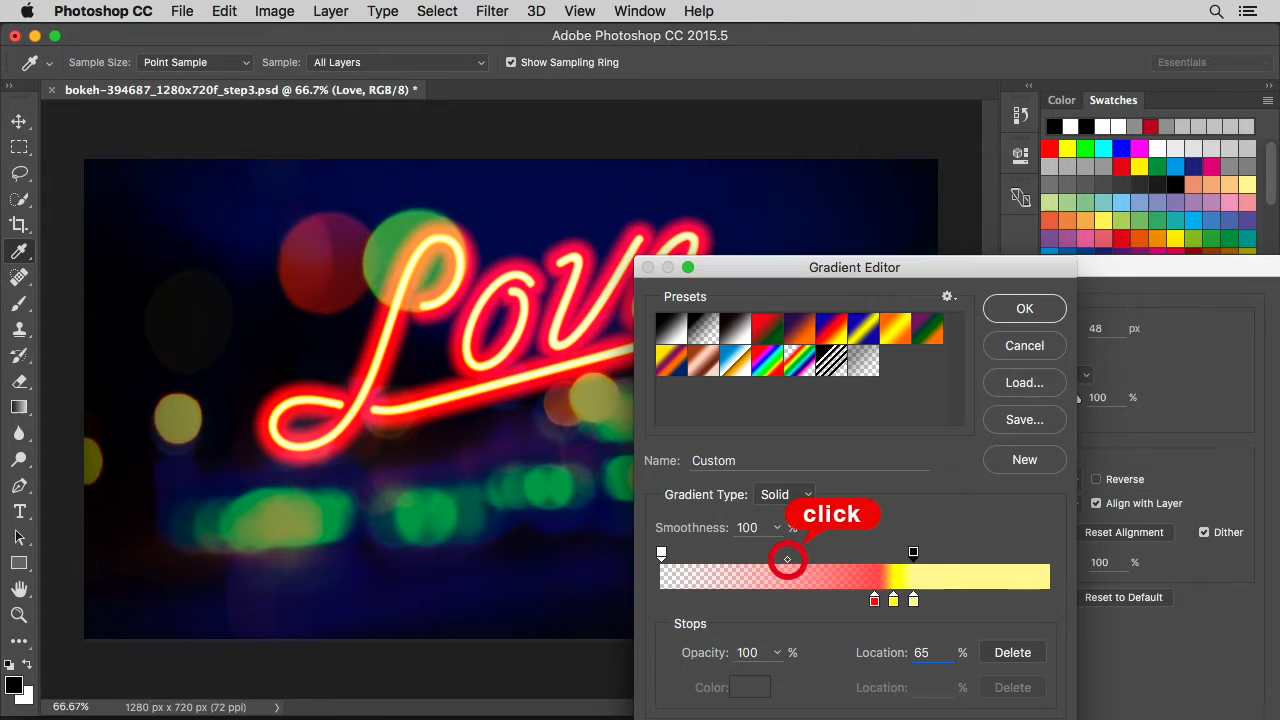 Photoshop CC File Edit Image Layer Type Select Filter 3D View Window Help
Adobe Photoshop CC 2015.5
Sample Size: Point Sample Sample: All Layers Show Sampling Ring Essentials
bokeh-394687_1280x720f_step3.psd @ 66.7% (Love, RGB/8) *
Color Swatches
Love
Gradient Editor
Presets
OK
48 px
Cancel
Load...
100 %
Save...
Name: Custom
New
Reverse
Gradient Type: Solid
Align with Layer
click
Smoothness: 100 %
Reset Alignment Dither
100 %
Reset to Default
Stops
Opacity: 100 % Location: 65 % Delete
Color: Location: % Delete
66.67% 1280 px x 720 px (72 ppi)